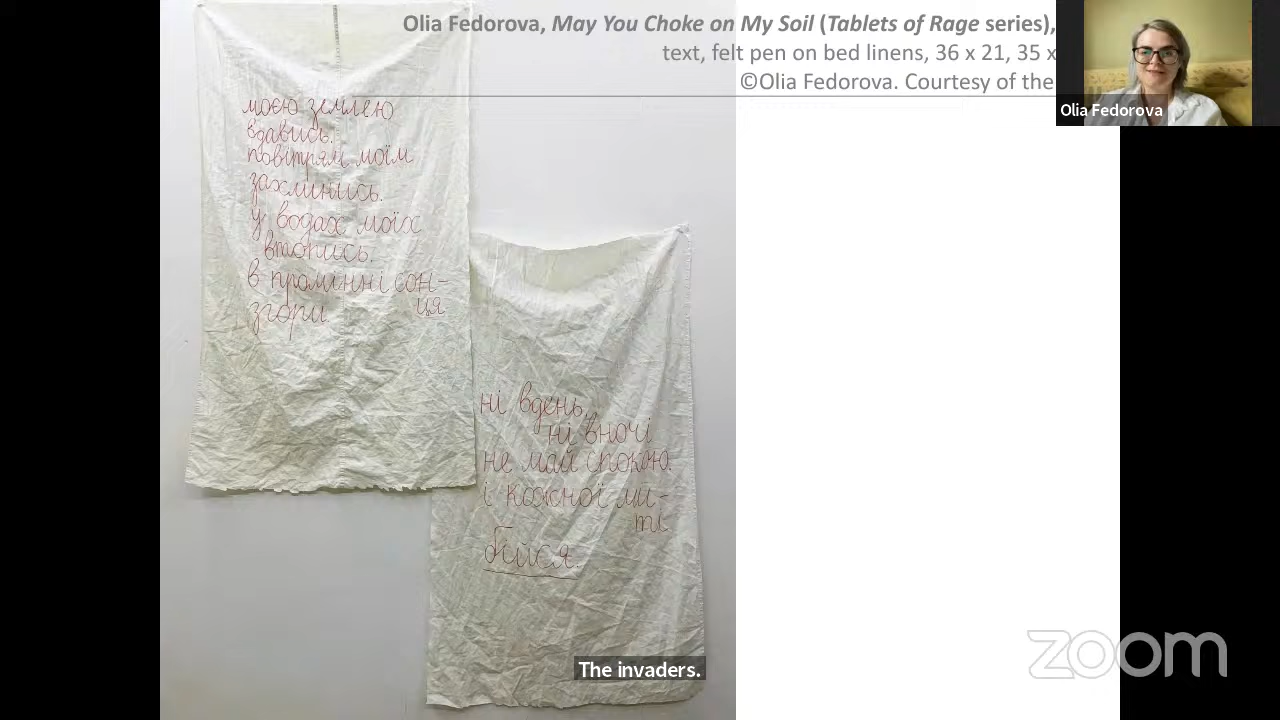 Olia Fedorova, May You Choke on My Soil (Tablets of Rage series),
text, felt pen on bed linens, 36 x 21, 35 x
©Olia Fedorova. Courtesy of the
Olia Fedorova
моєю землею
вдавись.
повітрям моїм
захлинись.
у водах моїх
втопись.
в промінні сон-
ця
згори
ні вдень,
ні вночі
не май спокою.
і кожної ми-
ті
бійся.
The invaders.
zoom